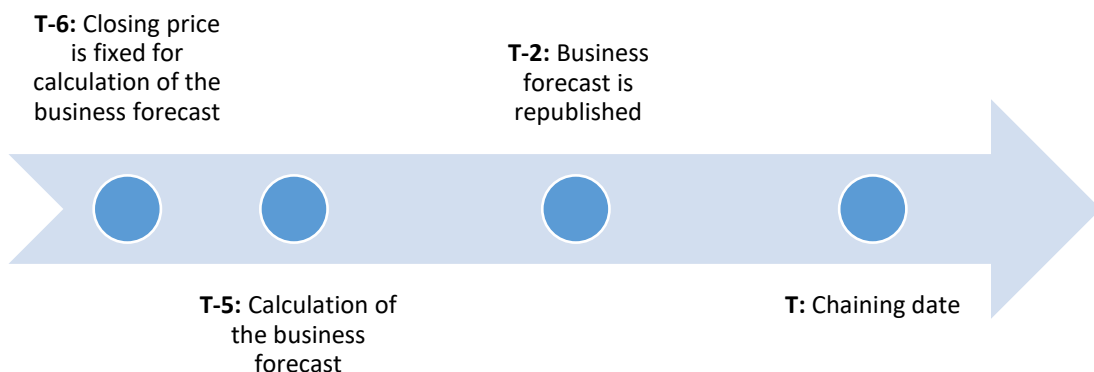 T-6: Closing price
is fixed for
calculation of the
business forecast
T-2: Business
forecast is
republished
T-5: Calculation of
the business
forecast
T: Chaining date